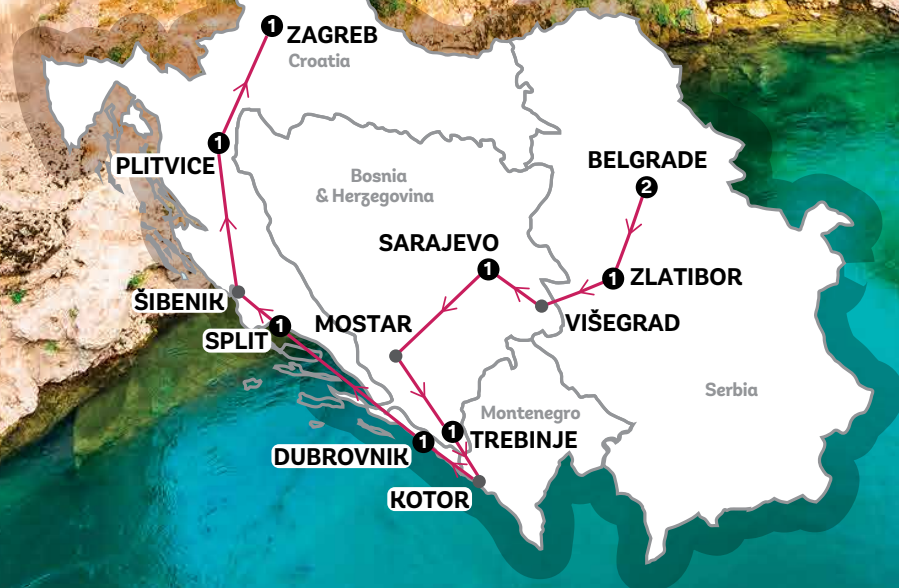 1 ZAGREB
Croatia
1
PLITVICE
BELGRADE
2
Bosnia
& Herzegovina
SARAJEVO
1
1 ZLATIBOR
ŠIBENIK
VIŠEGRAD
1
SPLIT
MOSTAR
Serbia
Montenegro
1
TREBINJE
1
DUBROVNIK
KOTOR